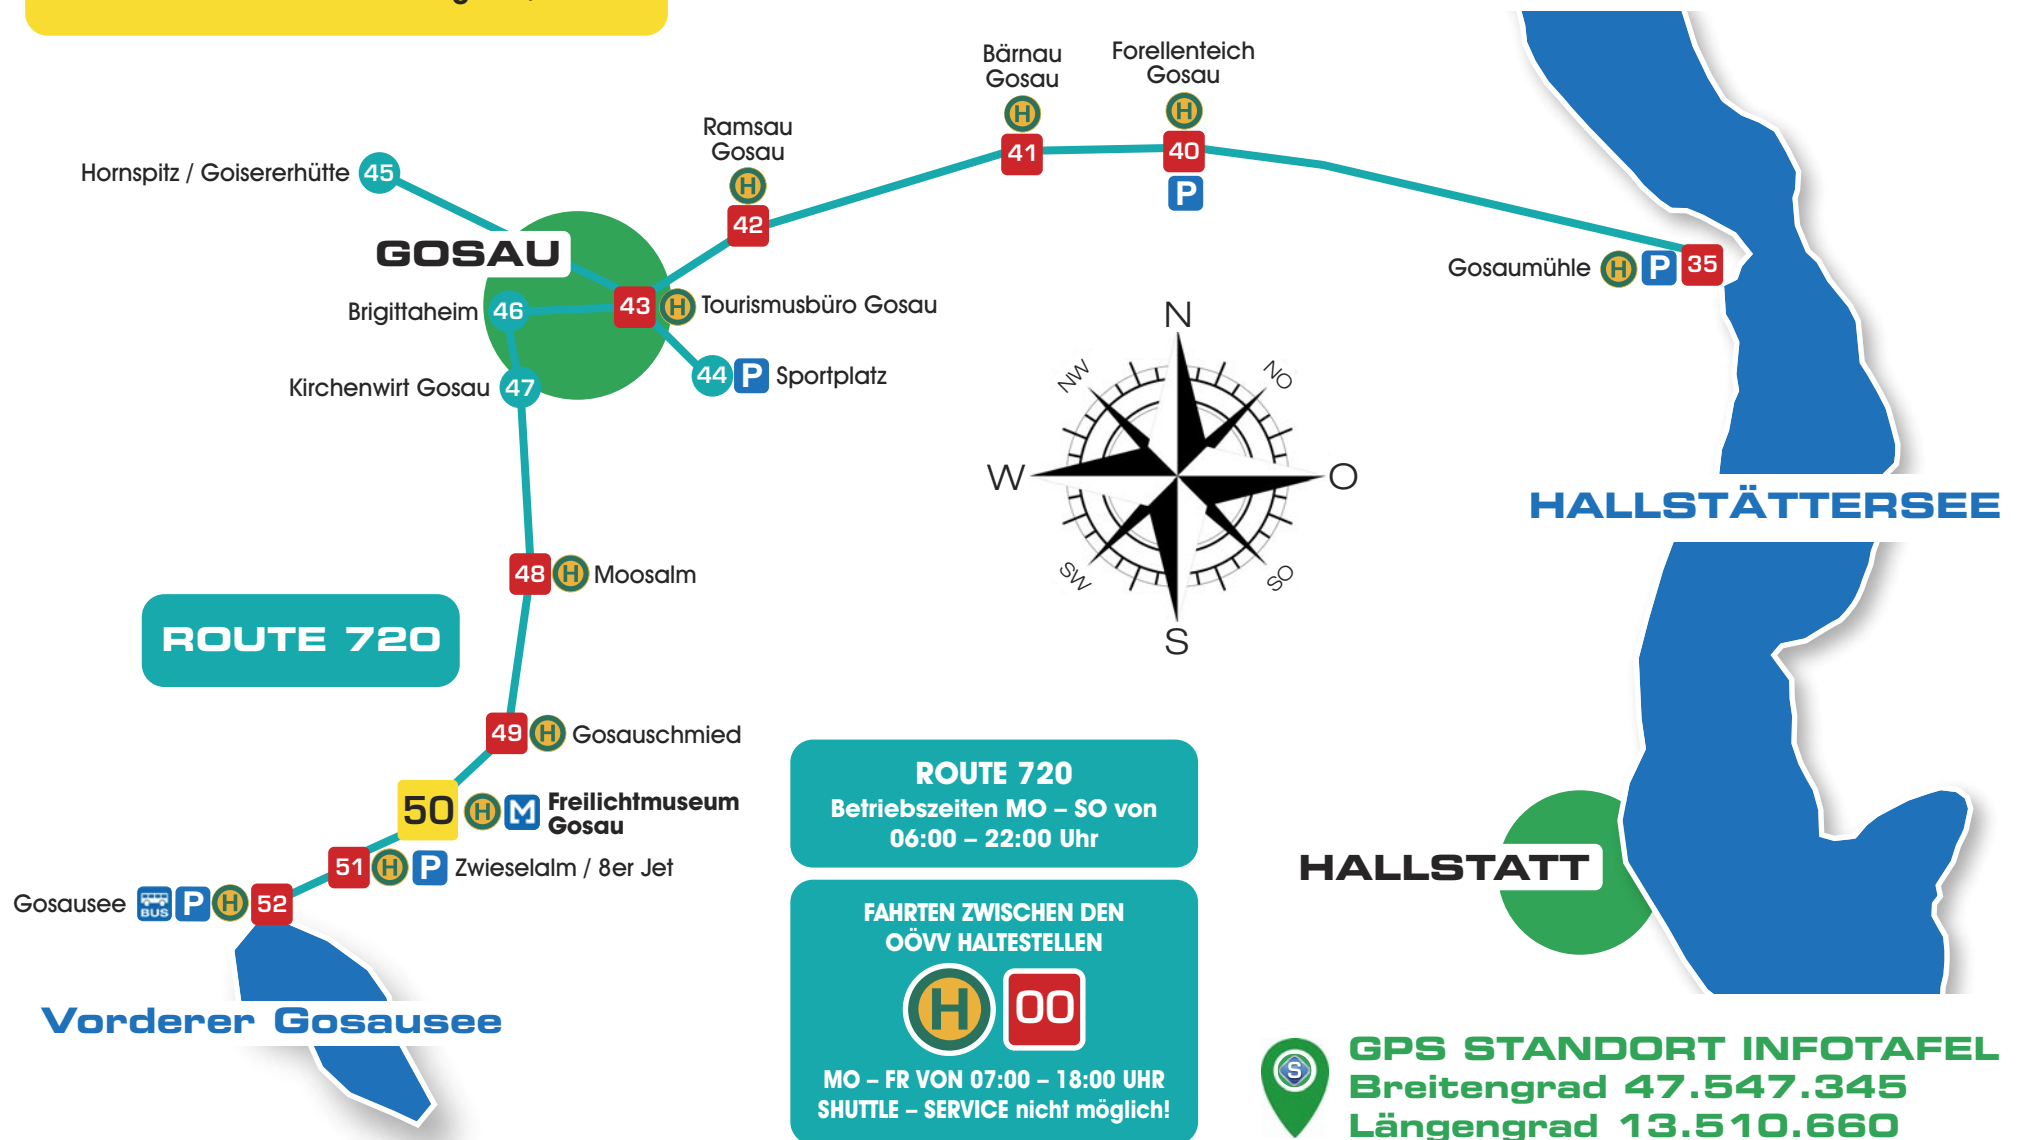 Bärnau
Gosau
H
41
Forellenteich
Gosau
H
40
P
Ramsau
Gosau
H
42
Hornspitz / Goisererhütte 45
GOSAU
Gosaumühle H P 35
Brigittaheim 46
43 H Tourismusbüro Gosau
Kirchenwirt Gosau 47
44 P Sportplatz
N
NW
NO
W
O
SW
SO
S
HALLSTÄTTERSEE
48 H Moosalm
ROUTE 720
49 H Gosauschmied
50 H M Freilichtmuseum
Gosau
51 H P Zwieselalm / 8er Jet
Gosausee BUS P H 52
Vorderer Gosausee
ROUTE 720
Betriebszeiten MO – SO von
06:00 – 22:00 Uhr
FAHRTEN ZWISCHEN DEN
OÖVV HALTESTELLEN
H 00
MO – FR VON 07:00 – 18:00 UHR
SHUTTLE – SERVICE nicht möglich!
HALLSTATT
S
GPS STANDORT INFOTAFEL
Breitengrad 47.547.345
Längengrad 13.510.660